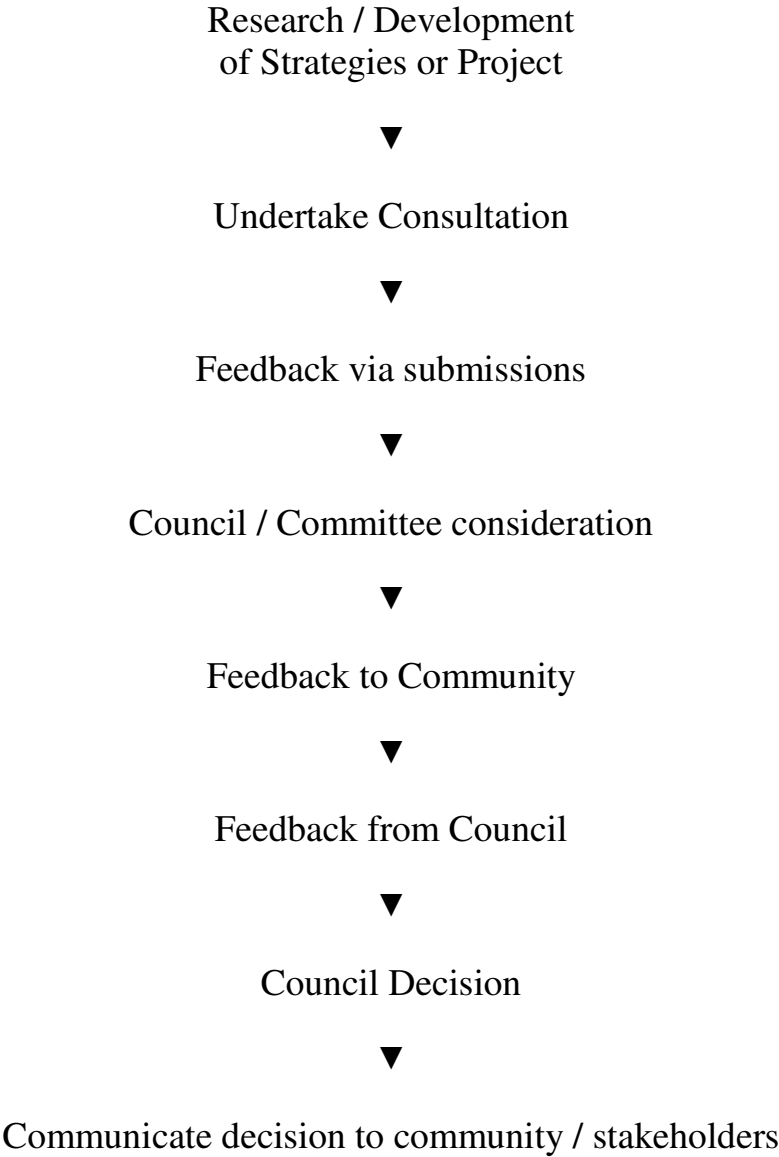 Research / Development
of Strategies or Project
▼
Undertake Consultation
▼
Feedback via submissions
▼
Council / Committee consideration
▼
Feedback to Community
▼
Feedback from Council
▼
Council Decision
▼
Communicate decision to community / stakeholders